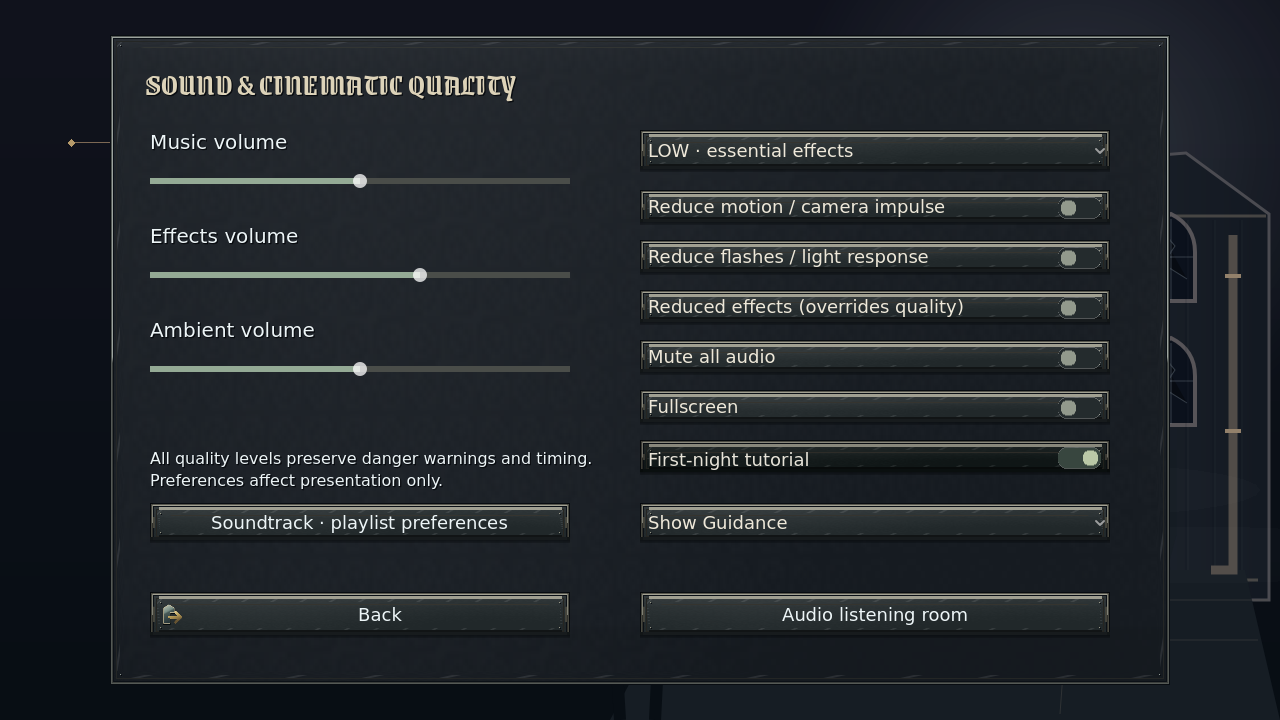 SOUND & CINEMATIC QUALITY
Music volume
Effects volume
Ambient volume
All quality levels preserve danger warnings and timing.
Preferences affect presentation only.
Soundtrack · playlist preferences
Back
LOW · essential effects
Reduce motion / camera impulse
Reduce flashes / light response
Reduced effects (overrides quality)
Mute all audio
Fullscreen
First-night tutorial
Show Guidance
Audio listening room